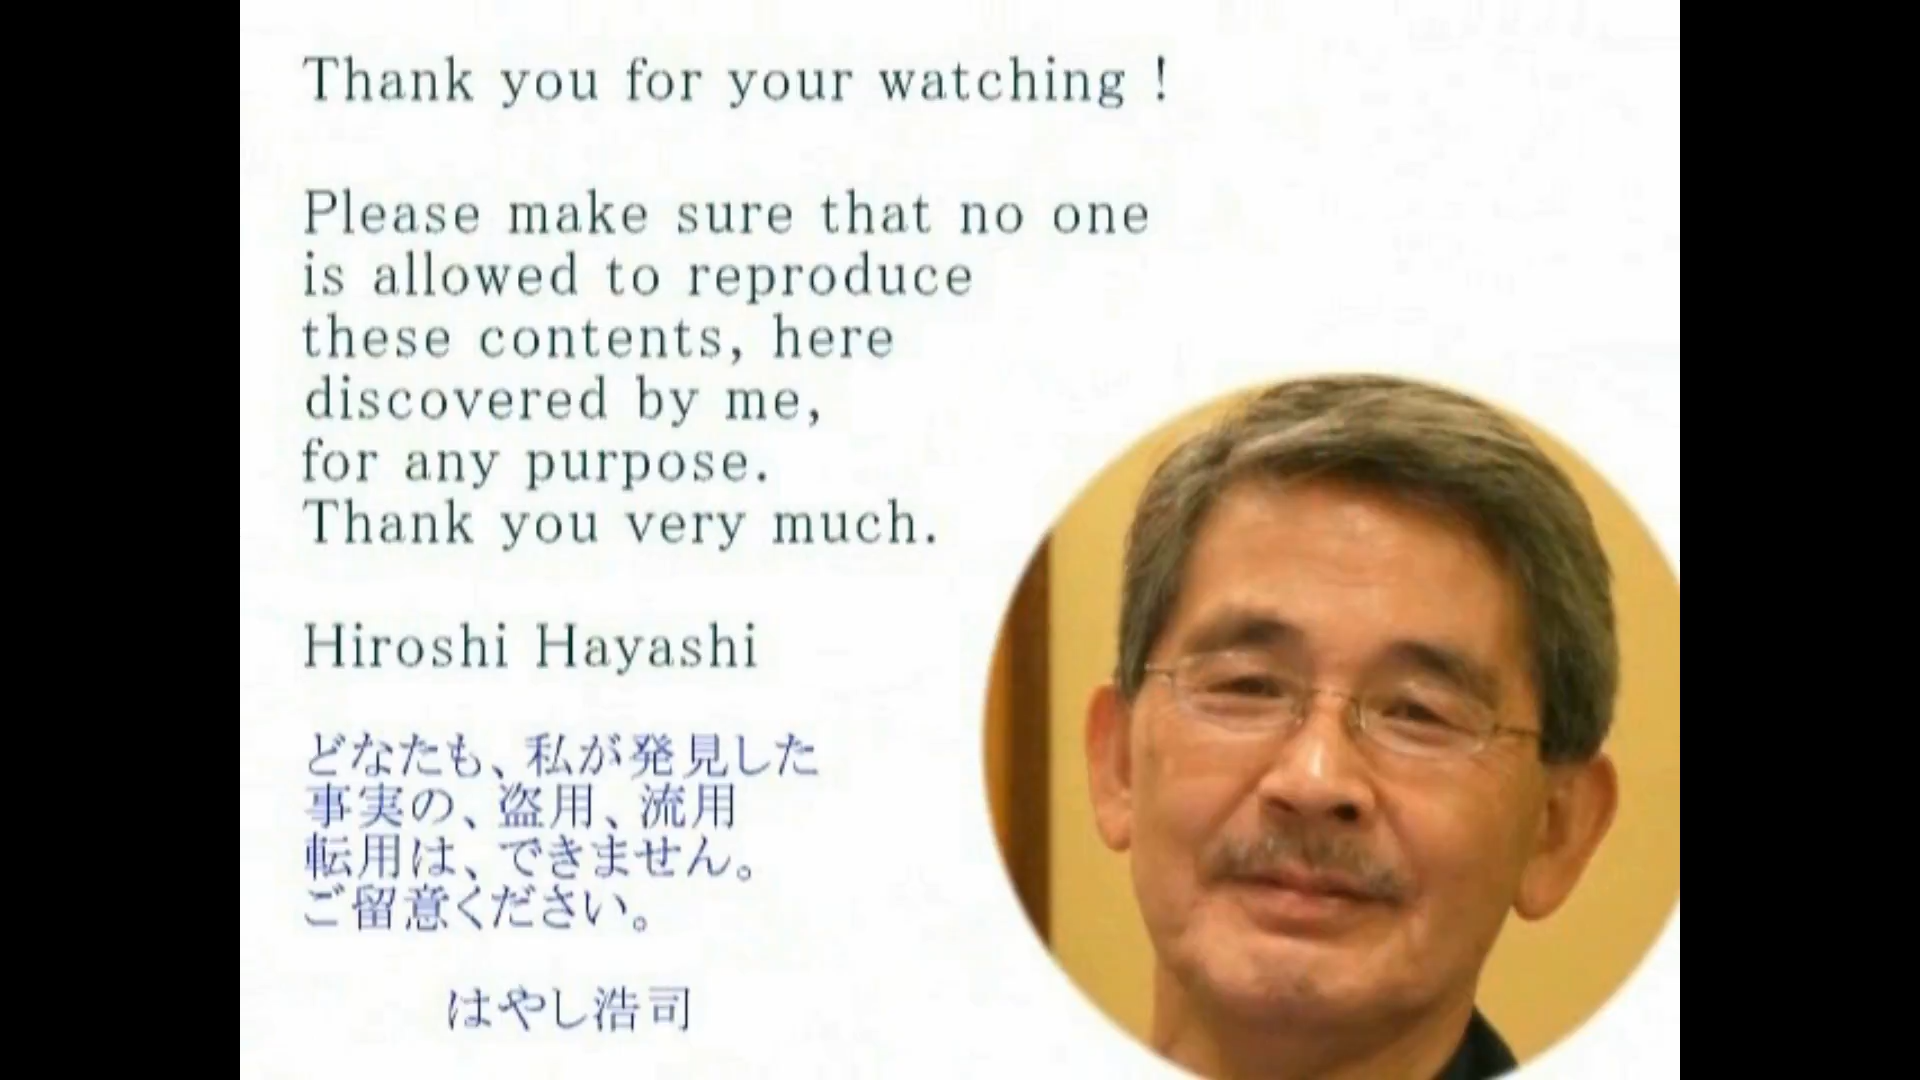 Thank you for your watching !
Please make sure that no one
is allowed to reproduce
these contents, here
discovered by me,
for any purpose.
Thank you very much.
Hiroshi Hayashi
どなたも、私が発見した
事実の、盗用、流用
転用は、できません。
ご留意ください。
はやし浩司